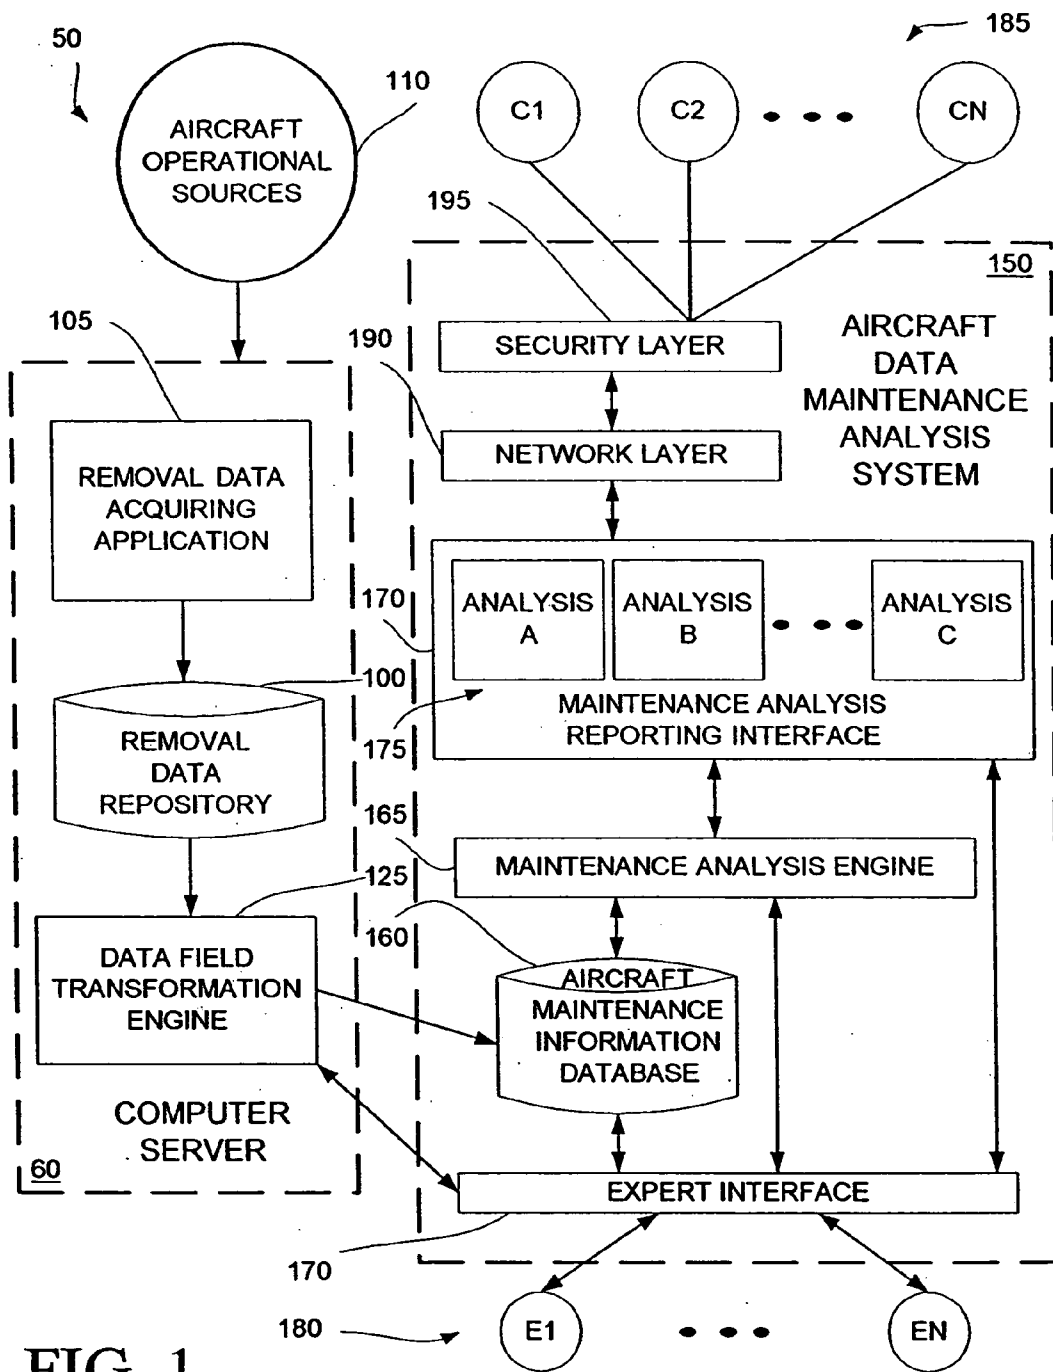 50
185
110
AIRCRAFT
OPERATIONAL
SOURCES
C1
C2
CN
195
150
105
190
SECURITY LAYER
AIRCRAFT
DATA
MAINTENANCE
ANALYSIS
SYSTEM
NETWORK LAYER
REMOVAL DATA
ACQUIRING
APPLICATION
170
ANALYSIS
A
ANALYSIS
B
ANALYSIS
C
100
175
MAINTENANCE ANALYSIS
REPORTING INTERFACE
REMOVAL
DATA
REPOSITORY
165
MAINTENANCE ANALYSIS ENGINE
125
160
DATA FIELD
TRANSFORMATION
ENGINE
AIRCRAFT
MAINTENANCE
INFORMATION
DATABASE
COMPUTER
SERVER
60
EXPERT INTERFACE
170
180
E1
EN
FIG. 1